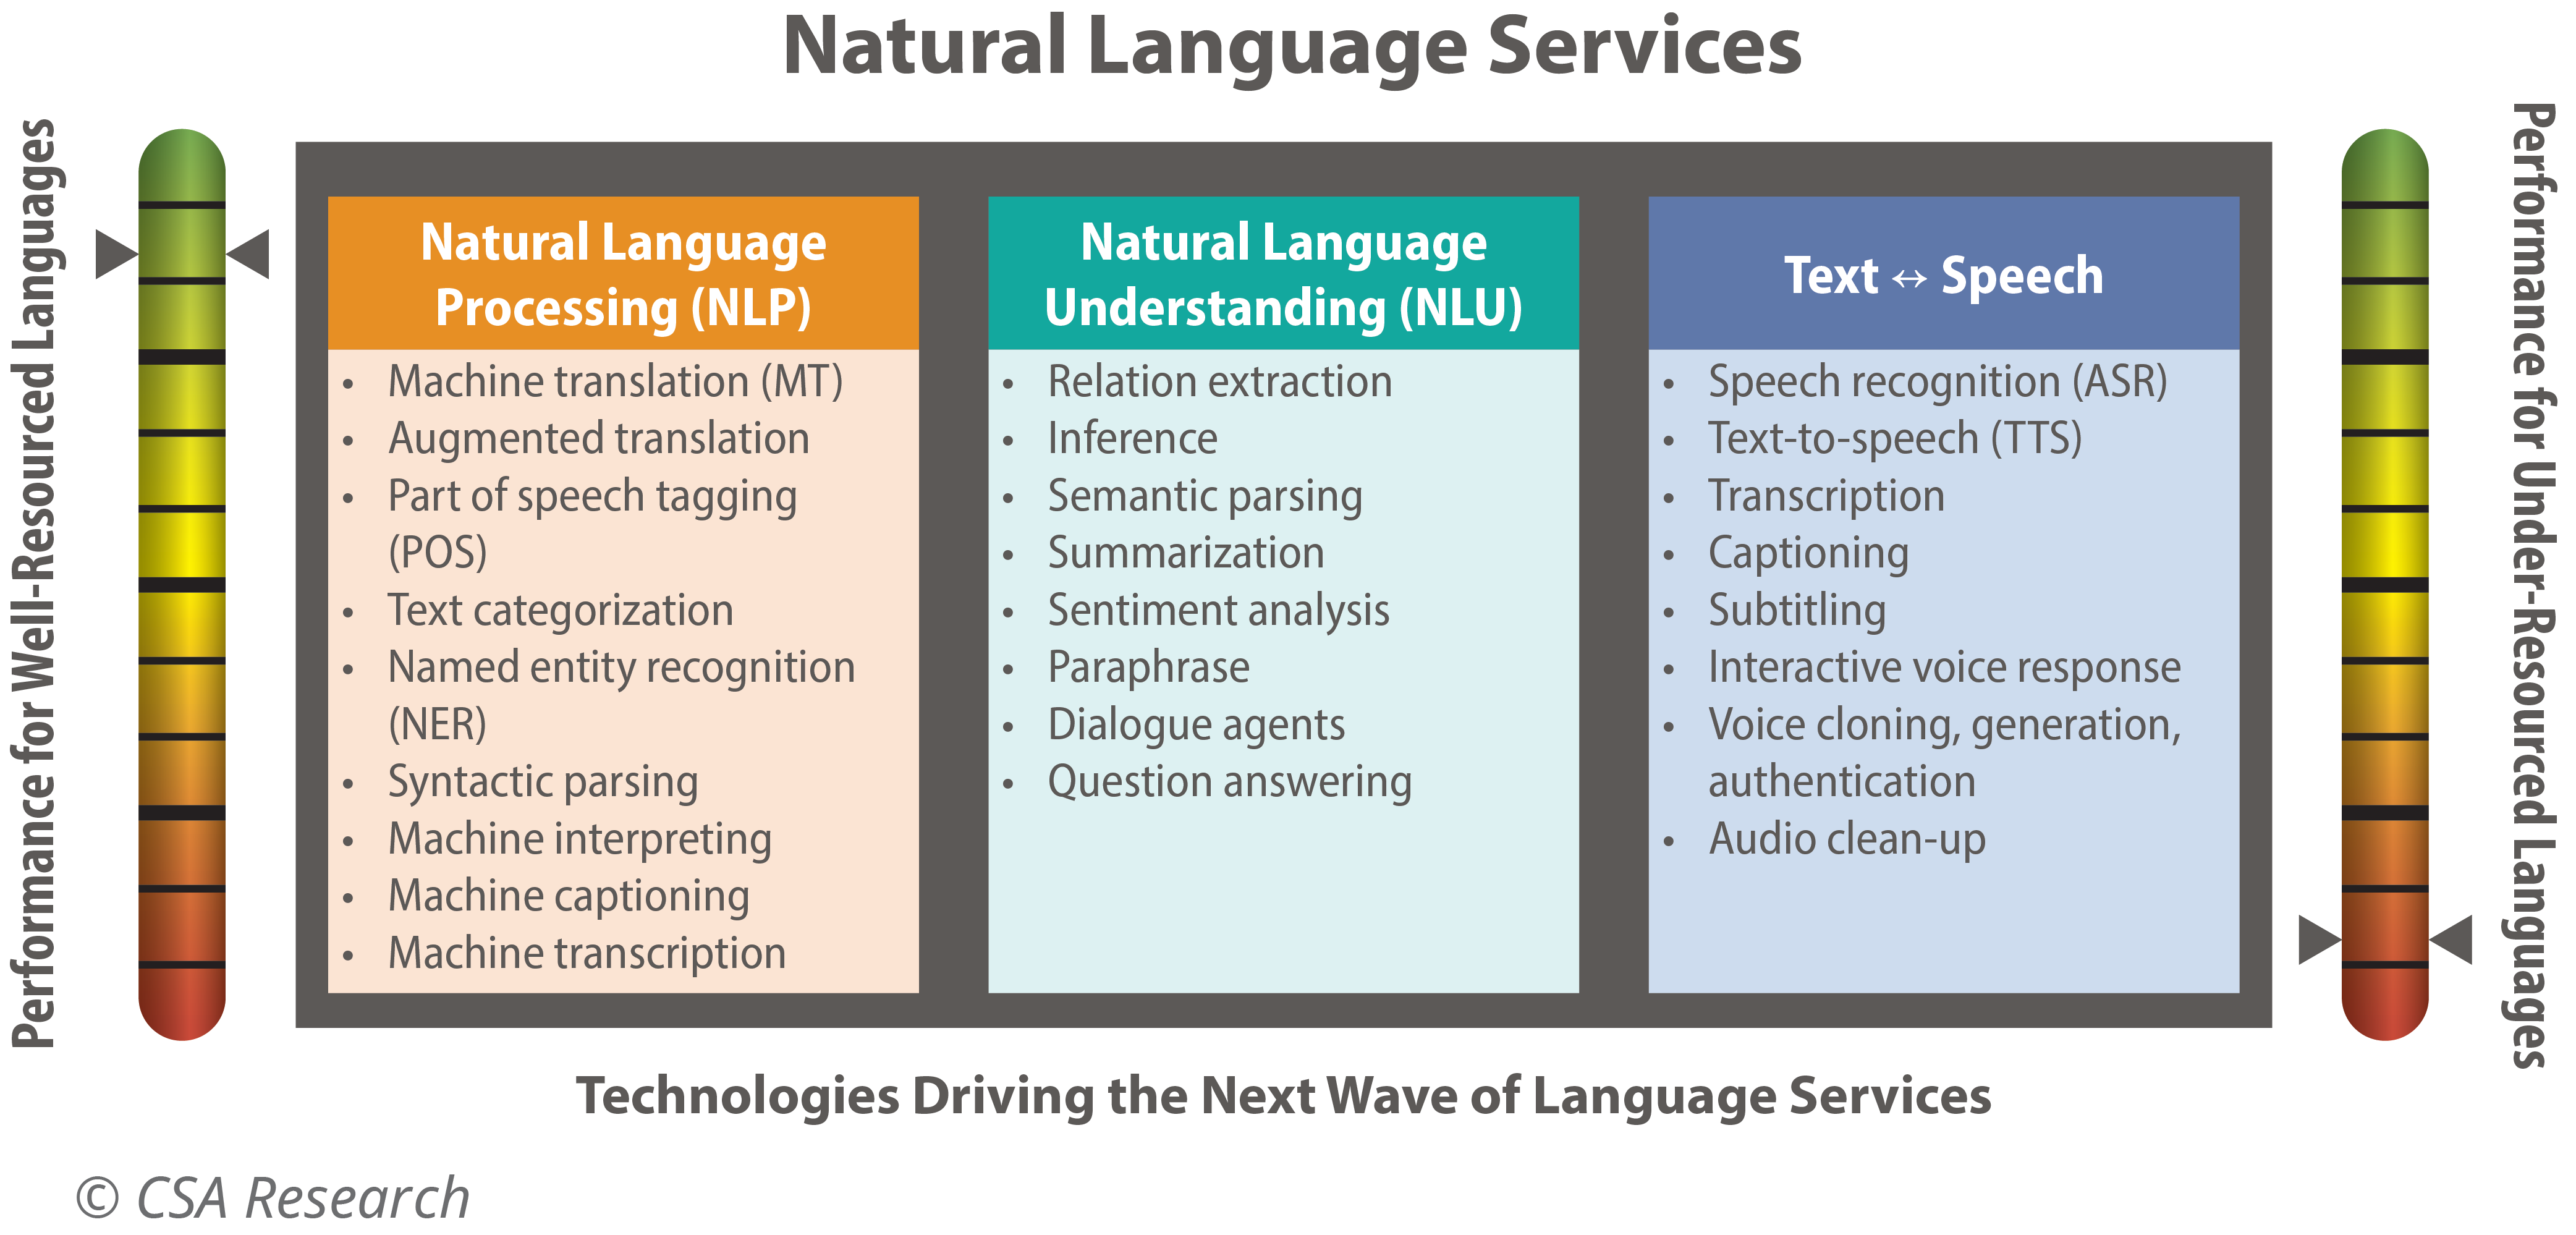 Natural Language Services
Performance for Well-Resourced Languages
Natural Language
Processing (NLP)
• Machine translation (MT)
• Augmented translation
• Part of speech tagging
(POS)
• Text categorization
• Named entity recognition
(NER)
• Syntactic parsing
• Machine interpreting
• Machine captioning
• Machine transcription
Natural Language
Understanding (NLU)
• Relation extraction
• Inference
• Semantic parsing
• Summarization
• Sentiment analysis
• Paraphrase
• Dialogue agents
• Question answering
Text ↔ Speech
• Speech recognition (ASR)
• Text-to-speech (TTS)
• Transcription
• Captioning
• Subtitling
• Interactive voice response
• Voice cloning, generation,
authentication
• Audio clean-up
Performance for Under-Resourced Languages
Technologies Driving the Next Wave of Language Services
© CSA Research